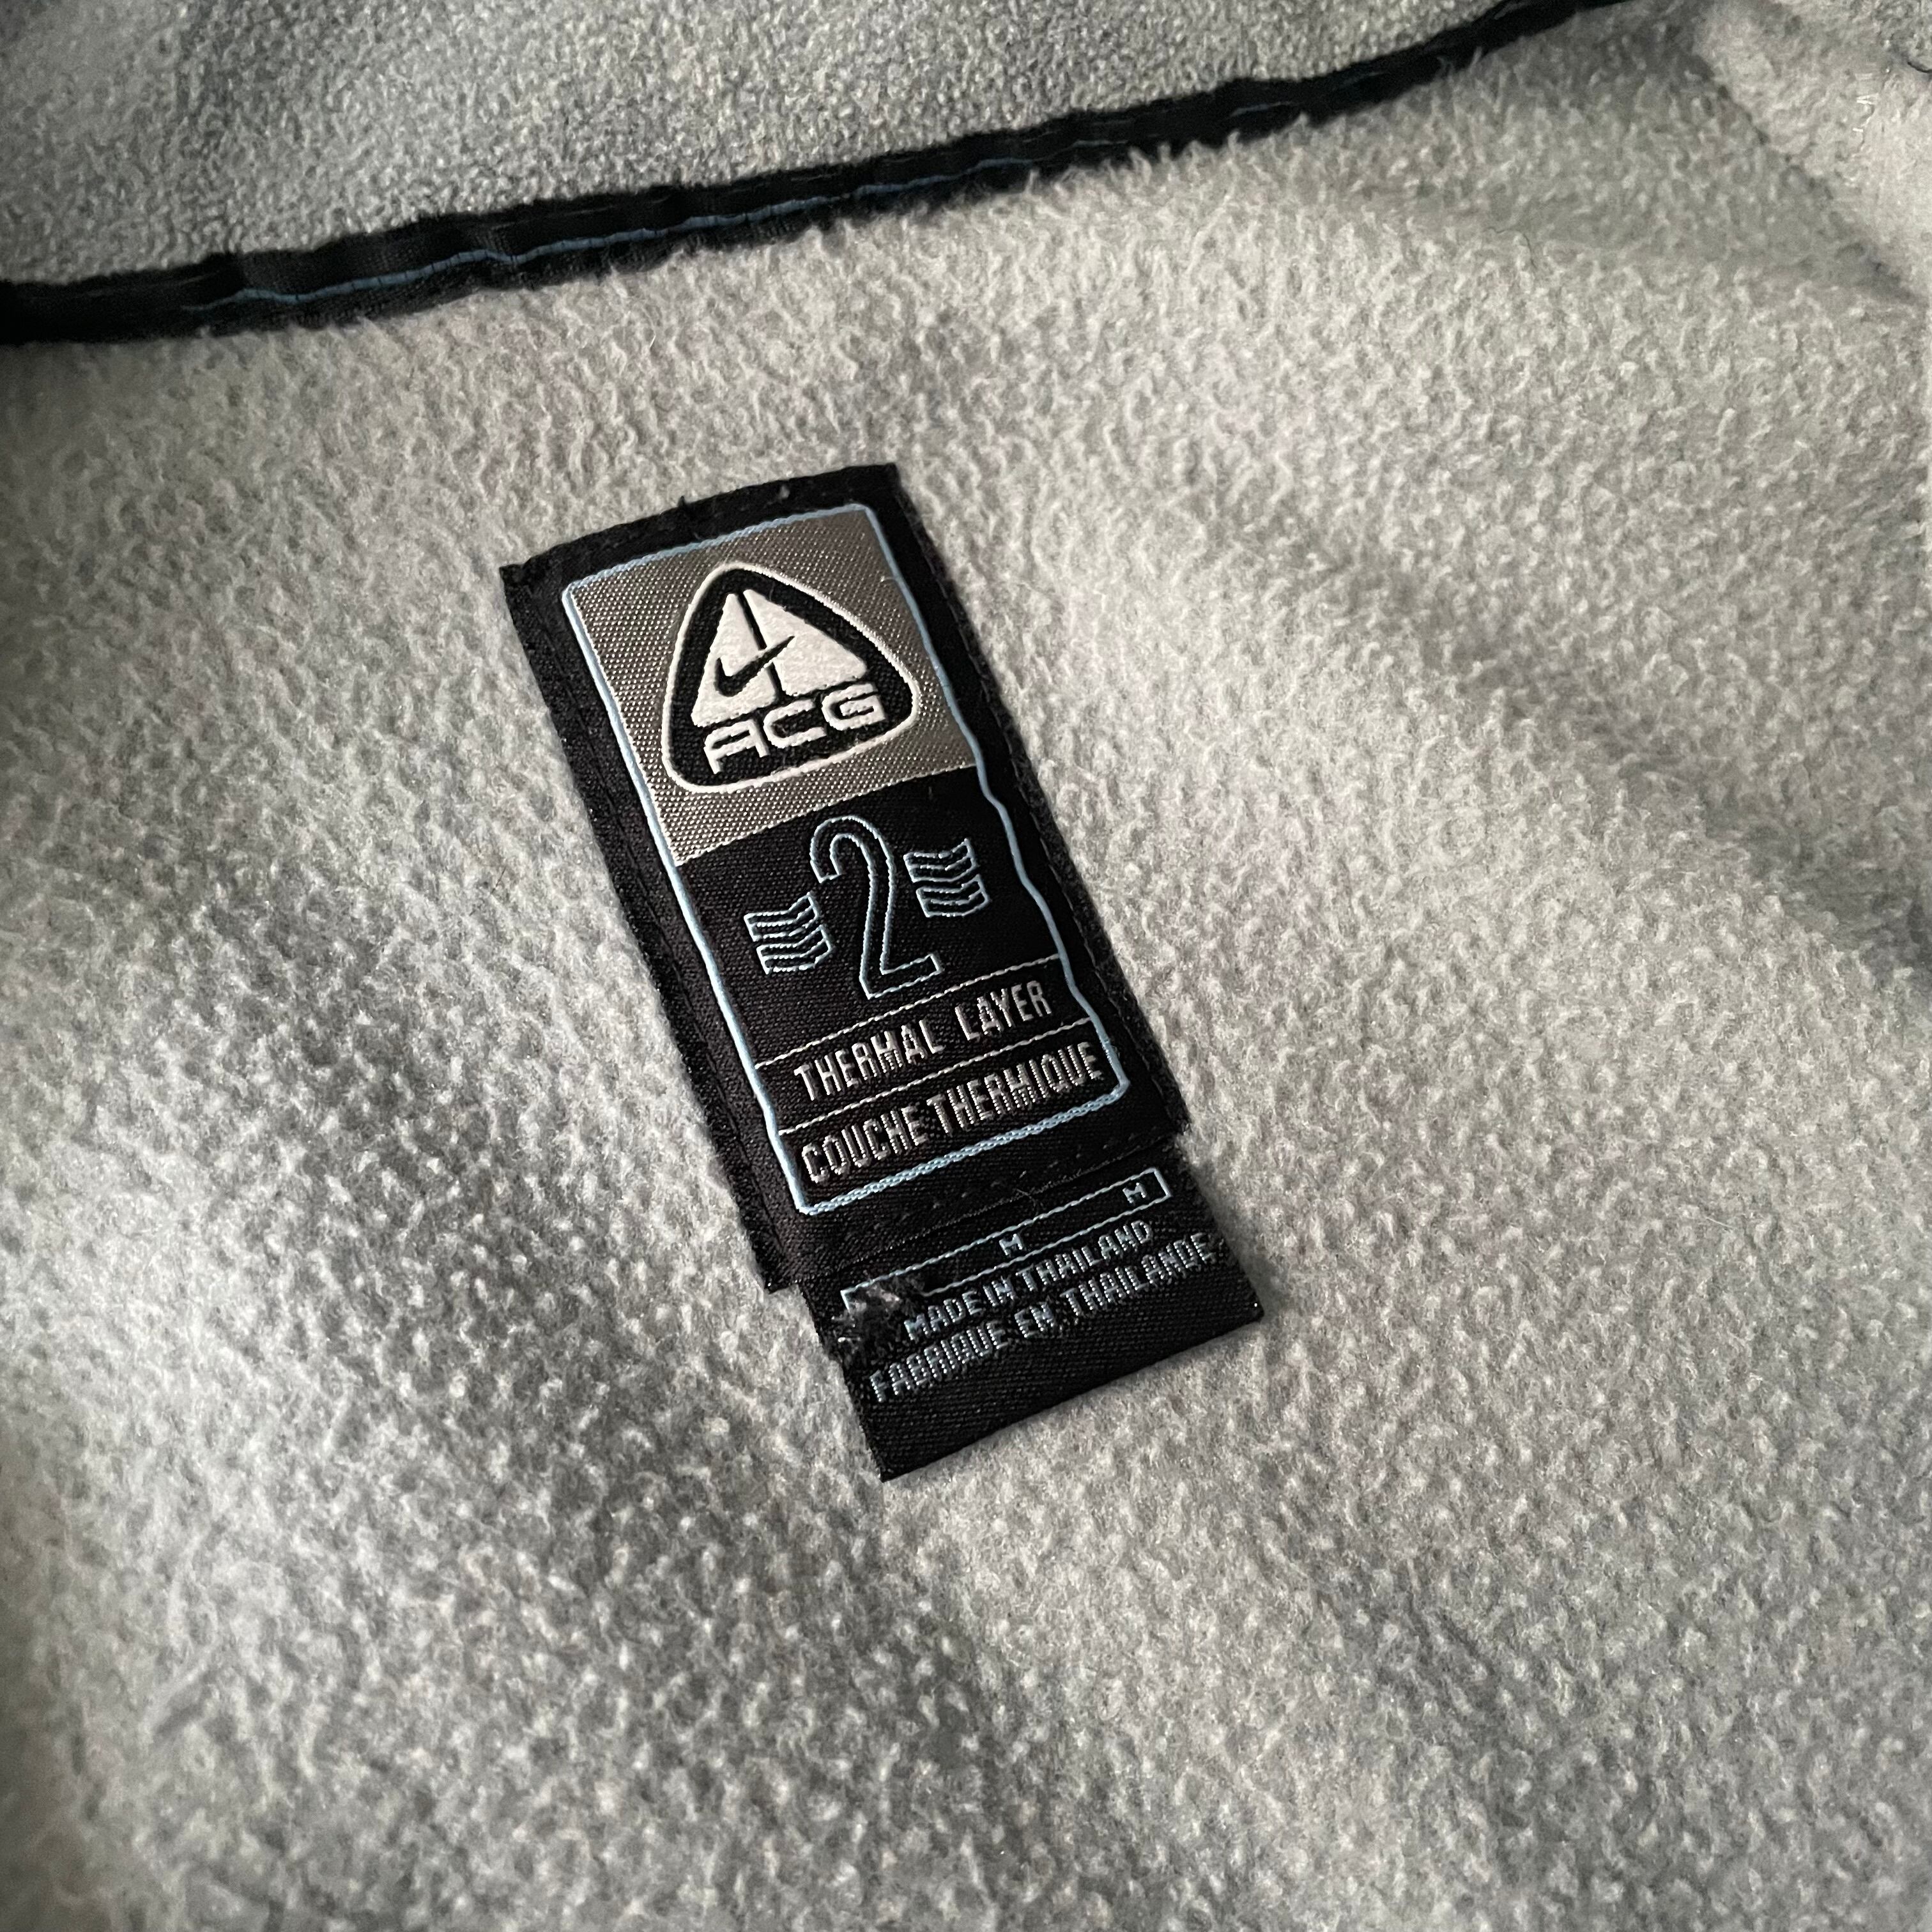 ACG
2
THERMAL LAYER
COUCHE THERMIQUE
M M
MADE IN THAILAND
FABRIQUE EN THAILANDE